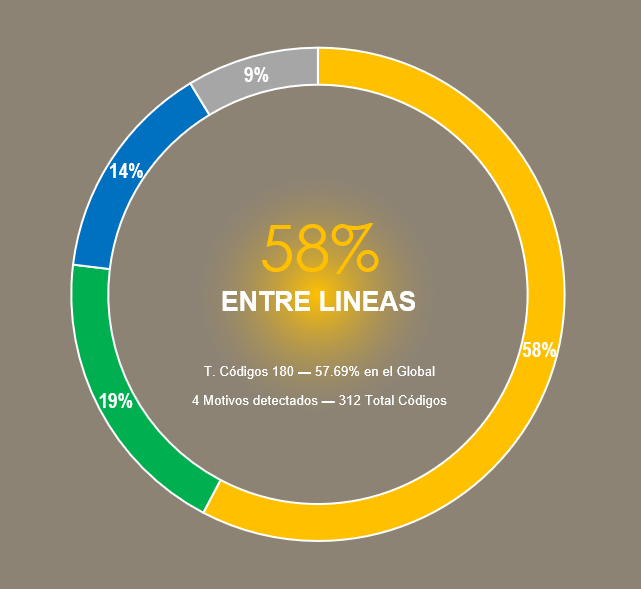 9%
14%
58%
ENTRE LINEAS
58%
T. Códigos 180 — 57.69% en el Global
19%
4 Motivos detectados — 312 Total Códigos